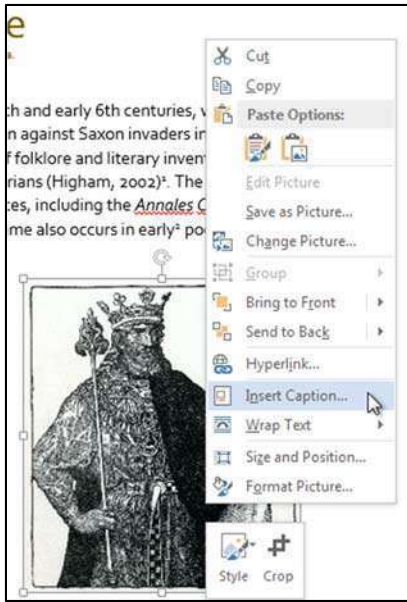 e
th and early 6th centuries, v
n against Saxon invaders in
f folklore and literary inven
rians (Higham, 2002)¹. The
ces, including the Annales C
me also occurs in early² poe
Cut
Copy
Paste Options:
Edit Picture
Save as Picture...
Change Picture...
Group
Bring to Front
Send to Back
Hyperlink...
Insert Caption...
Wrap Text
Size and Position...
Format Picture...
Style Crop